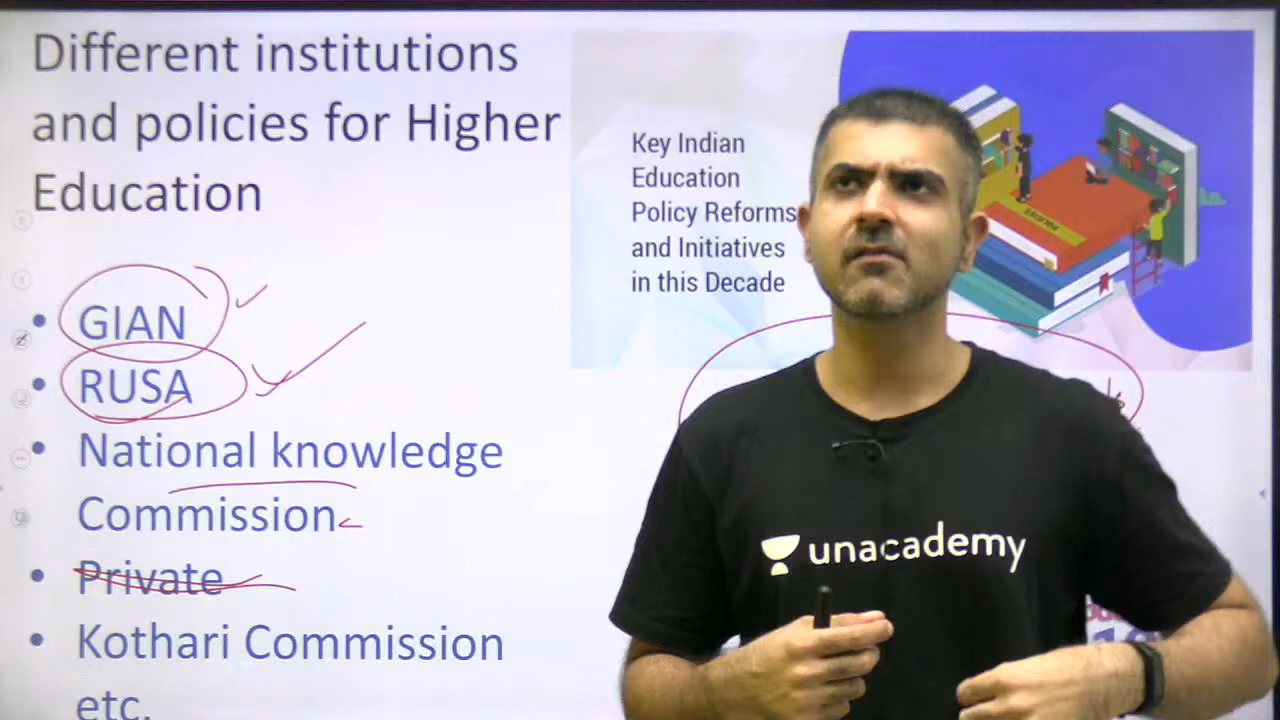 Different institutions
and policies for Higher
Education
• GIAN
• RUSA
• National knowledge
Commission
• Private
• Kothari Commission
etc.
Key Indian
Education
Policy Reforms
and Initiatives
in this Decade
POLICIES
unacademy